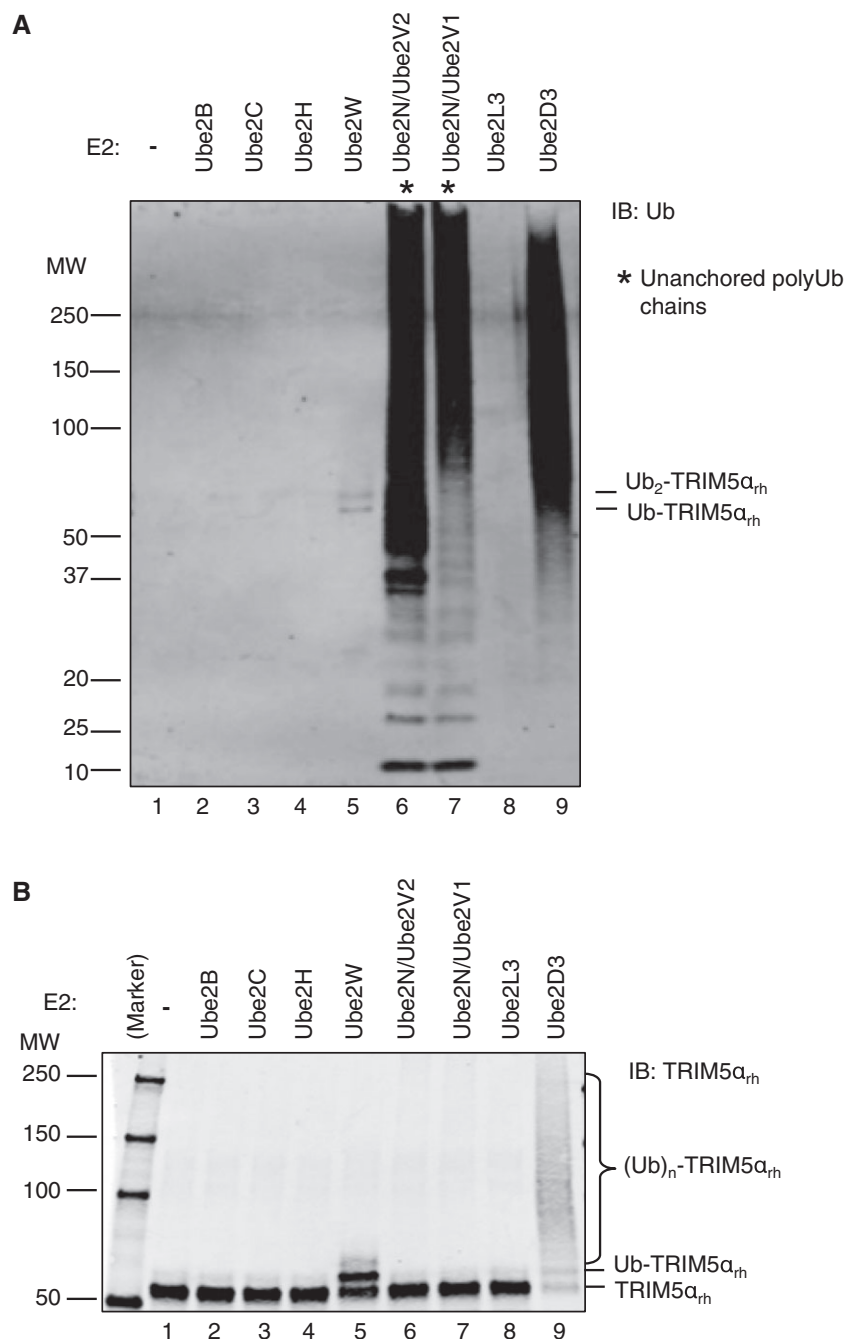 A
E2:
-
Ube2B
Ube2C
Ube2H
Ube2W
Ube2N/Ube2V2
Ube2N/Ube2V1
Ube2L3
Ube2D3
* *
IB: Ub
* Unanchored polyUb
chains
MW
250
150
100
50
37
20
25
10
Ub2-TRIM5αrh
Ub-TRIM5αrh
1 2 3 4 5 6 7 8 9
B
E2:
(Marker)
-
Ube2B
Ube2C
Ube2H
Ube2W
Ube2N/Ube2V2
Ube2N/Ube2V1
Ube2L3
Ube2D3
MW
250
150
100
50
IB: TRIM5αrh
(Ub)n-TRIM5αrh
Ub-TRIM5αrh
TRIM5αrh
1 2 3 4 5 6 7 8 9